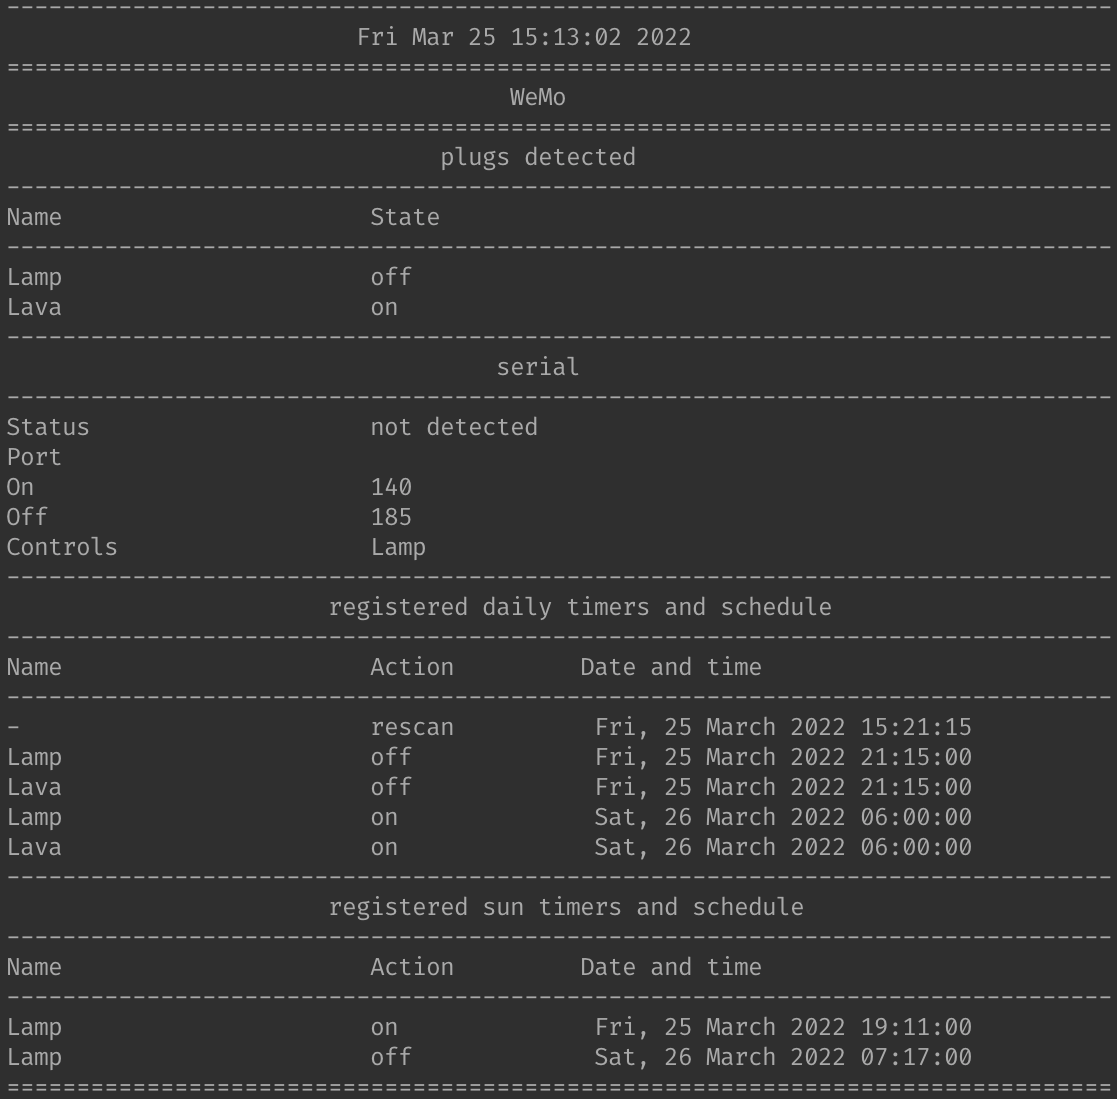 --------------------------------------------------------------------------------
Fri Mar 25 15:13:02 2022
================================================================================
WeMo
================================================================================
plugs detected
--------------------------------------------------------------------------------
Name State
--------------------------------------------------------------------------------
Lamp off
Lava on
--------------------------------------------------------------------------------
serial
--------------------------------------------------------------------------------
Status not detected
Port
On 140
Off 185
Controls Lamp
--------------------------------------------------------------------------------
registered daily timers and schedule
--------------------------------------------------------------------------------
Name Action Date and time
--------------------------------------------------------------------------------
- rescan Fri, 25 March 2022 15:21:15
Lamp off Fri, 25 March 2022 21:15:00
Lava off Fri, 25 March 2022 21:15:00
Lamp on Sat, 26 March 2022 06:00:00
Lava on Sat, 26 March 2022 06:00:00
--------------------------------------------------------------------------------
registered sun timers and schedule
--------------------------------------------------------------------------------
Name Action Date and time
--------------------------------------------------------------------------------
Lamp on Fri, 25 March 2022 19:11:00
Lamp off Sat, 26 March 2022 07:17:00
================================================================================